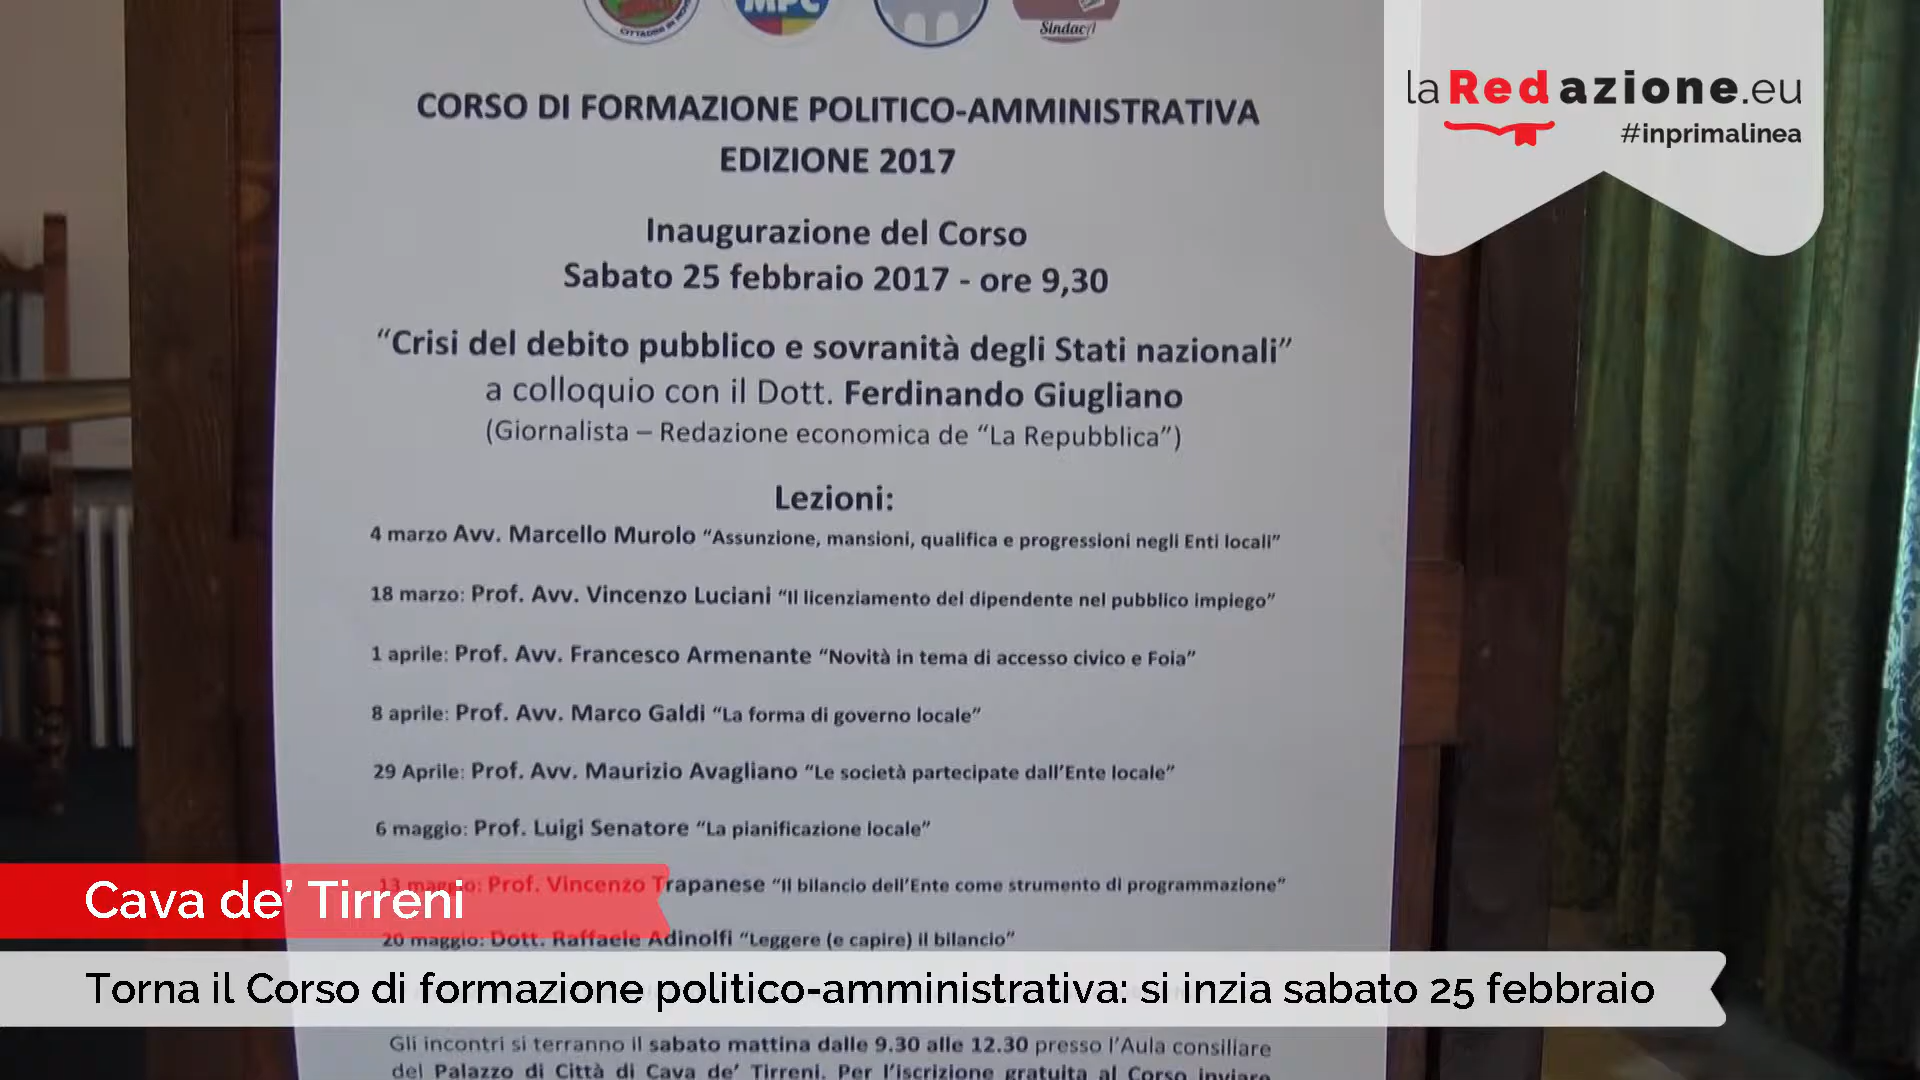 CITTADINI IN MOV
MPC
Sindac@
laRedazione.eu
#inprimalinea
CORSO DI FORMAZIONE POLITICO-AMMINISTRATIVA
EDIZIONE 2017
Inaugurazione del Corso
Sabato 25 febbraio 2017 - ore 9,30
“Crisi del debito pubblico e sovranità degli Stati nazionali”
a colloquio con il Dott. Ferdinando Giugliano
(Giornalista – Redazione economica de “La Repubblica”)
Lezioni:
4 marzo Avv. Marcello Murolo “Assunzione, mansioni, qualifica e progressioni negli Enti locali”
18 marzo: Prof. Avv. Vincenzo Luciani “Il licenziamento del dipendente nel pubblico impiego”
1 aprile: Prof. Avv. Francesco Armenante “Novità in tema di accesso civico e Foia”
8 aprile: Prof. Avv. Marco Galdi “La forma di governo locale”
29 Aprile: Prof. Avv. Maurizio Avagliano “Le società partecipate dall’Ente locale”
6 maggio: Prof. Luigi Senatore “La pianificazione locale”
13 maggio: Prof. Vincenzo Trapanese “Il bilancio dell’Ente come strumento di programmazione”
20 maggio: Dott. Raffaele Adinolfi “Leggere (e capire) il bilancio”
Cava de’ Tirreni
Torna il Corso di formazione politico-amministrativa: si inzia sabato 25 febbraio
Gli incontri si terranno il sabato mattina dalle 9.30 alle 12.30 presso l’Aula consiliare
del Palazzo di Città di Cava de’ Tirreni. Per l’iscrizione gratuita al Corso inviare